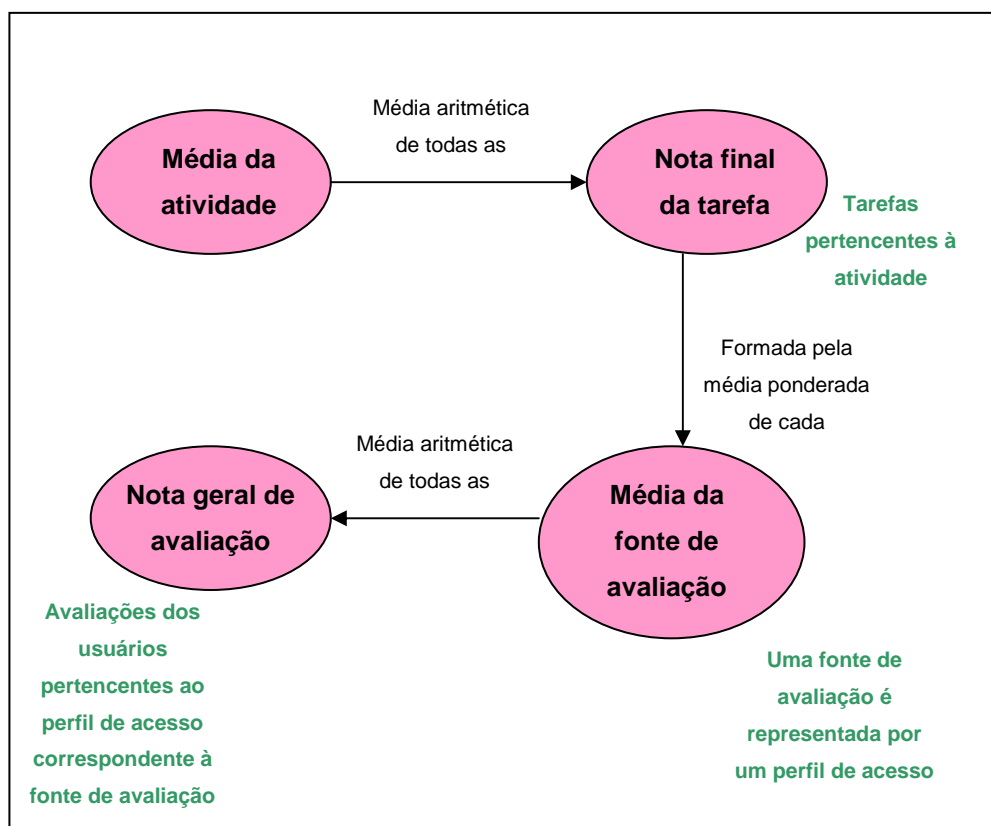 Média aritmética
de todas as
Média da
atividade
Nota final
da tarefa
Tarefas
pertencentes à
atividade
Formada pela
média ponderada
de cada
Média aritmética
de todas as
Nota geral de
avaliação
Média da
fonte de
avaliação
Avaliações dos
usuários
pertencentes ao
perfil de acesso
correspondente à
fonte de avaliação
Uma fonte de
avaliação é
representada por
um perfil de acesso